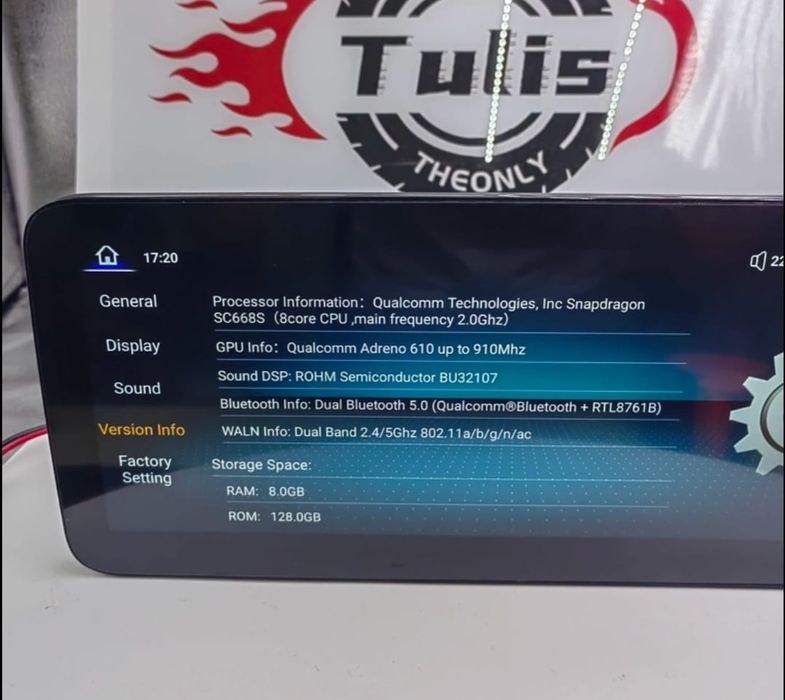 Tulis
THEONLY
17:20
22
General
Display
Sound
Version Info
Factory
Setting
Processor Information: Qualcomm Technologies, Inc Snapdragon
SC668S (8core CPU ,main frequency 2.0Ghz)
GPU Info: Qualcomm Adreno 610 up to 910Mhz
Sound DSP: ROHM Semiconductor BU32107
Bluetooth Info: Dual Bluetooth 5.0 (Qualcomm®Bluetooth + RTL8761B)
WALN Info: Dual Band 2.4/5Ghz 802.11a/b/g/n/ac
Storage Space:
RAM: 8.0GB
ROM: 128.0GB